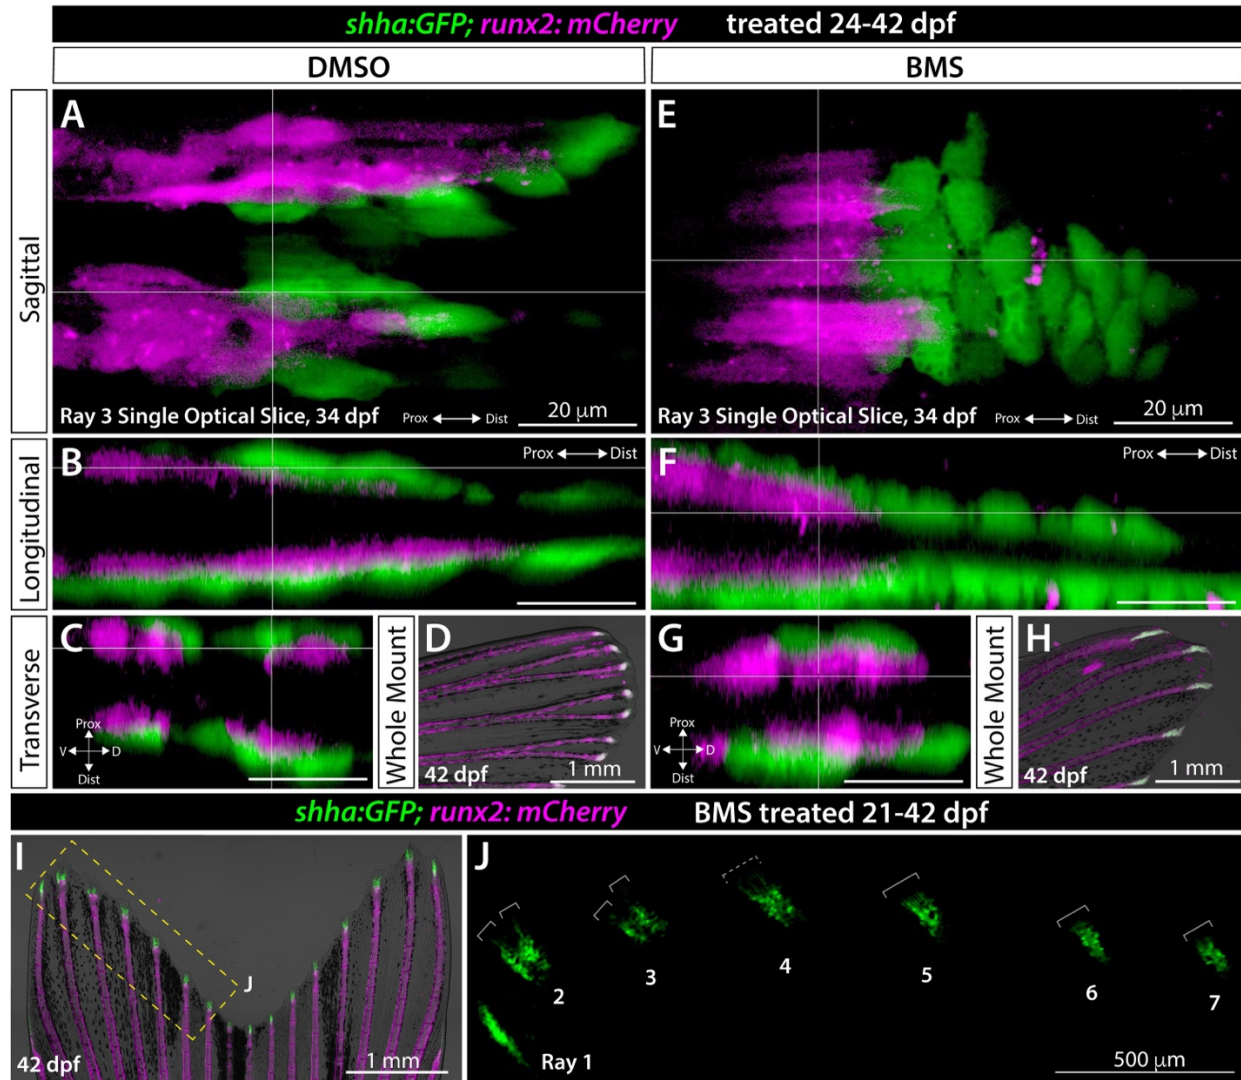 shha:GFP; runx2: mCherry treated 24-42 dpf
DMSO
BMS
Sagittal
A
Ray 3 Single Optical Slice, 34 dpf
Prox Dist
20 μm
E
Ray 3 Single Optical Slice, 34 dpf
Prox Dist
20 μm
Longitudinal
B
Prox Dist
F
Prox Dist
Transverse
C
Prox
V D
Dist
Whole Mount
D
42 dpf
1 mm
G
Prox
V D
Dist
Whole Mount
H
42 dpf
1 mm
shha:GFP; runx2: mCherry BMS treated 21-42 dpf
I
J
42 dpf
1 mm
J
2
3
4
5
6
7
Ray 1
500 μm